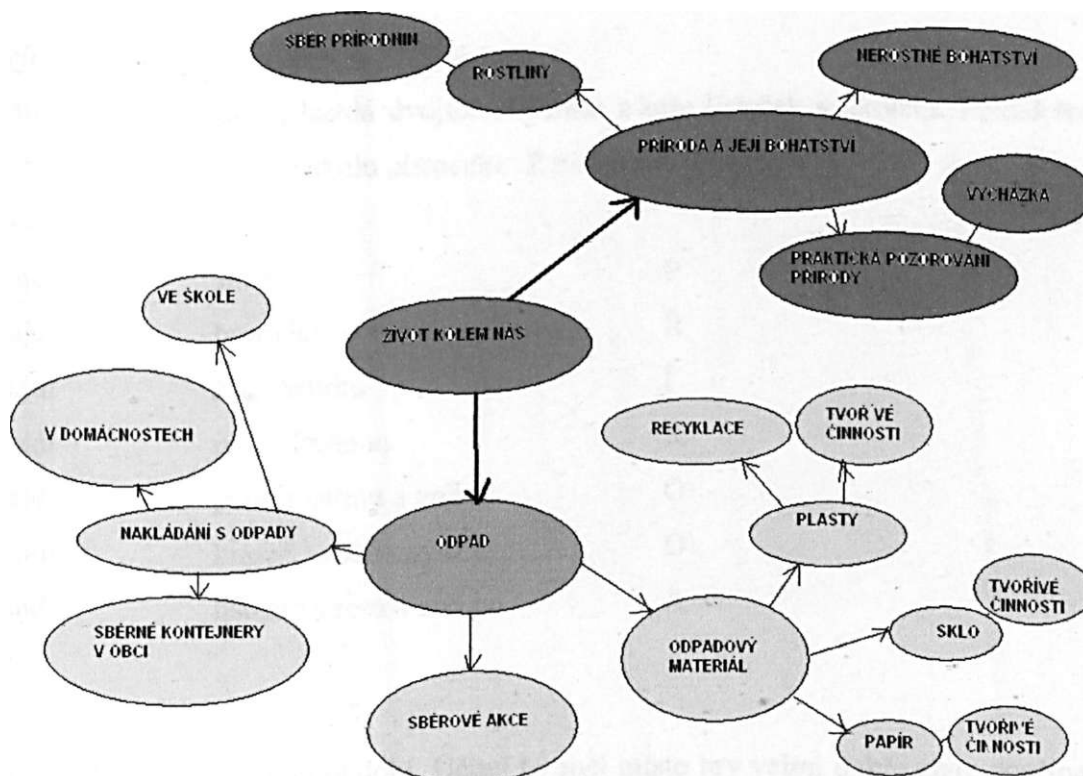 SBĚR PŘÍRODNIN
ROSTLINY
NEROSTNÉ BOHATSTVÍ
PŘÍRODA A JEJÍ BOHATSTVÍ
VYCHÁZKA
PRAKTICKÁ POZOROVÁNÍ
PŘÍRODY
VE ŠKOLE
ŽIVOT KOLEM NÁS
V DOMÁCNOSTECH
RECYKLACE
TVOŘIVÉ
ČINNOSTI
PLASTY
NAKLÁDÁNÍ S ODPADY
ODPAD
SBĚRNÉ KONTEJNERY
V OBCI
ODPADOVÝ
MATERIÁL
SKLO
TVOŘÍVÉ
ČINNOSTI
SBĚROVÉ AKCE
PAPÍR
TVOŘIVÉ
ČINNOSTI